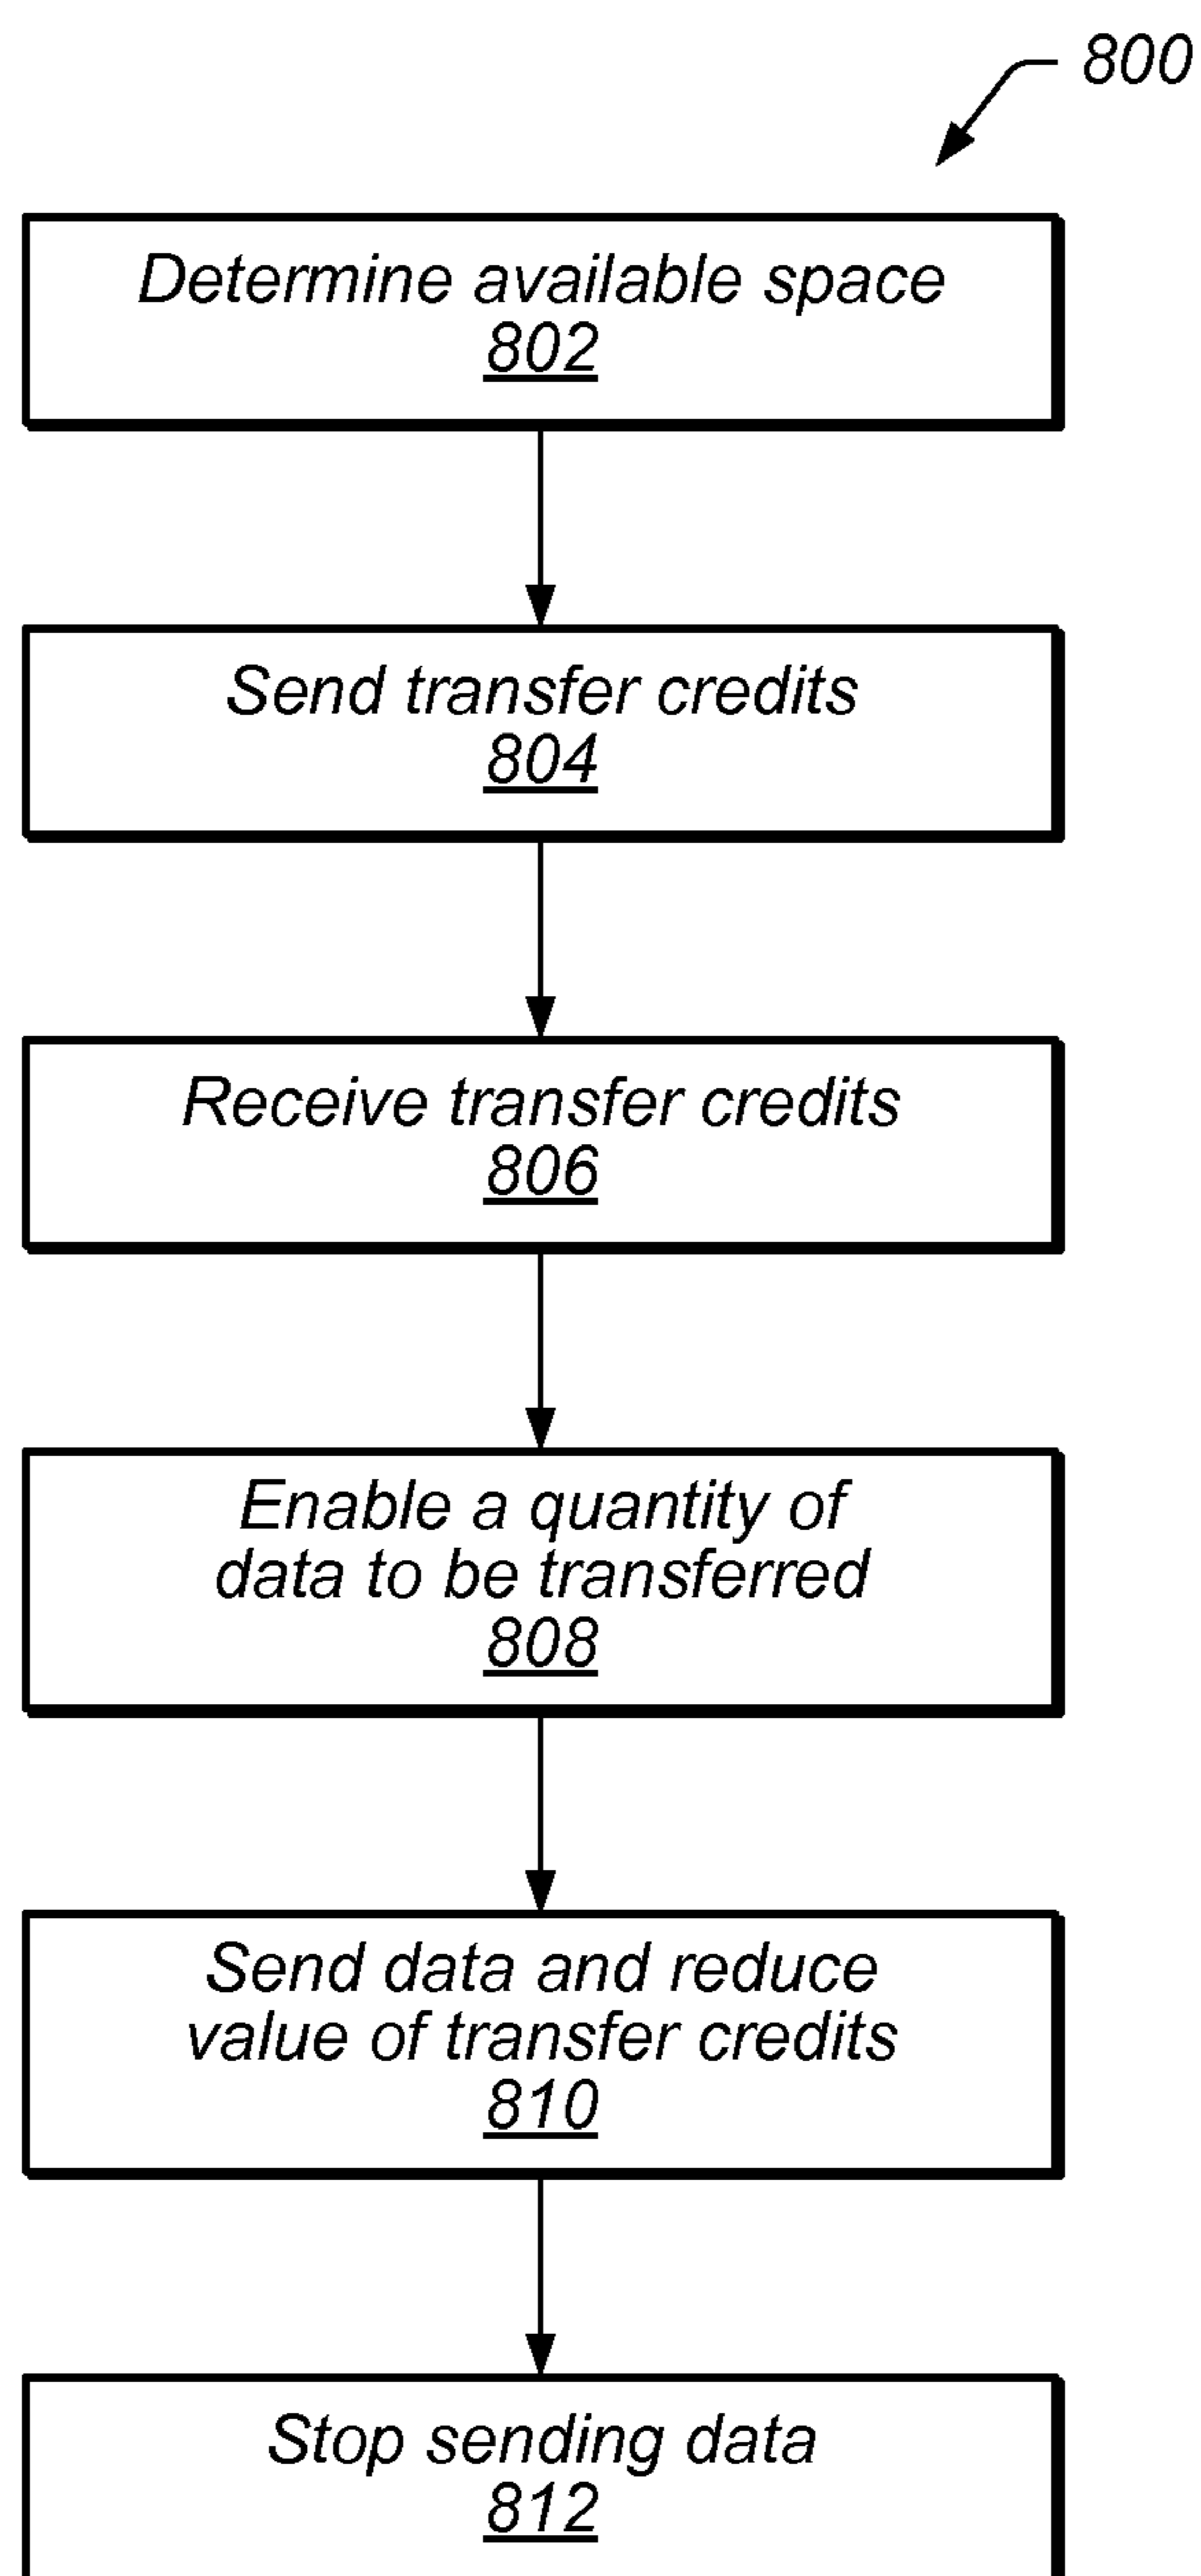 800
Determine available space
802
Send transfer credits
804
Receive transfer credits
806
Enable a quantity of
data to be transferred
808
Send data and reduce
value of transfer credits
810
Stop sending data
812